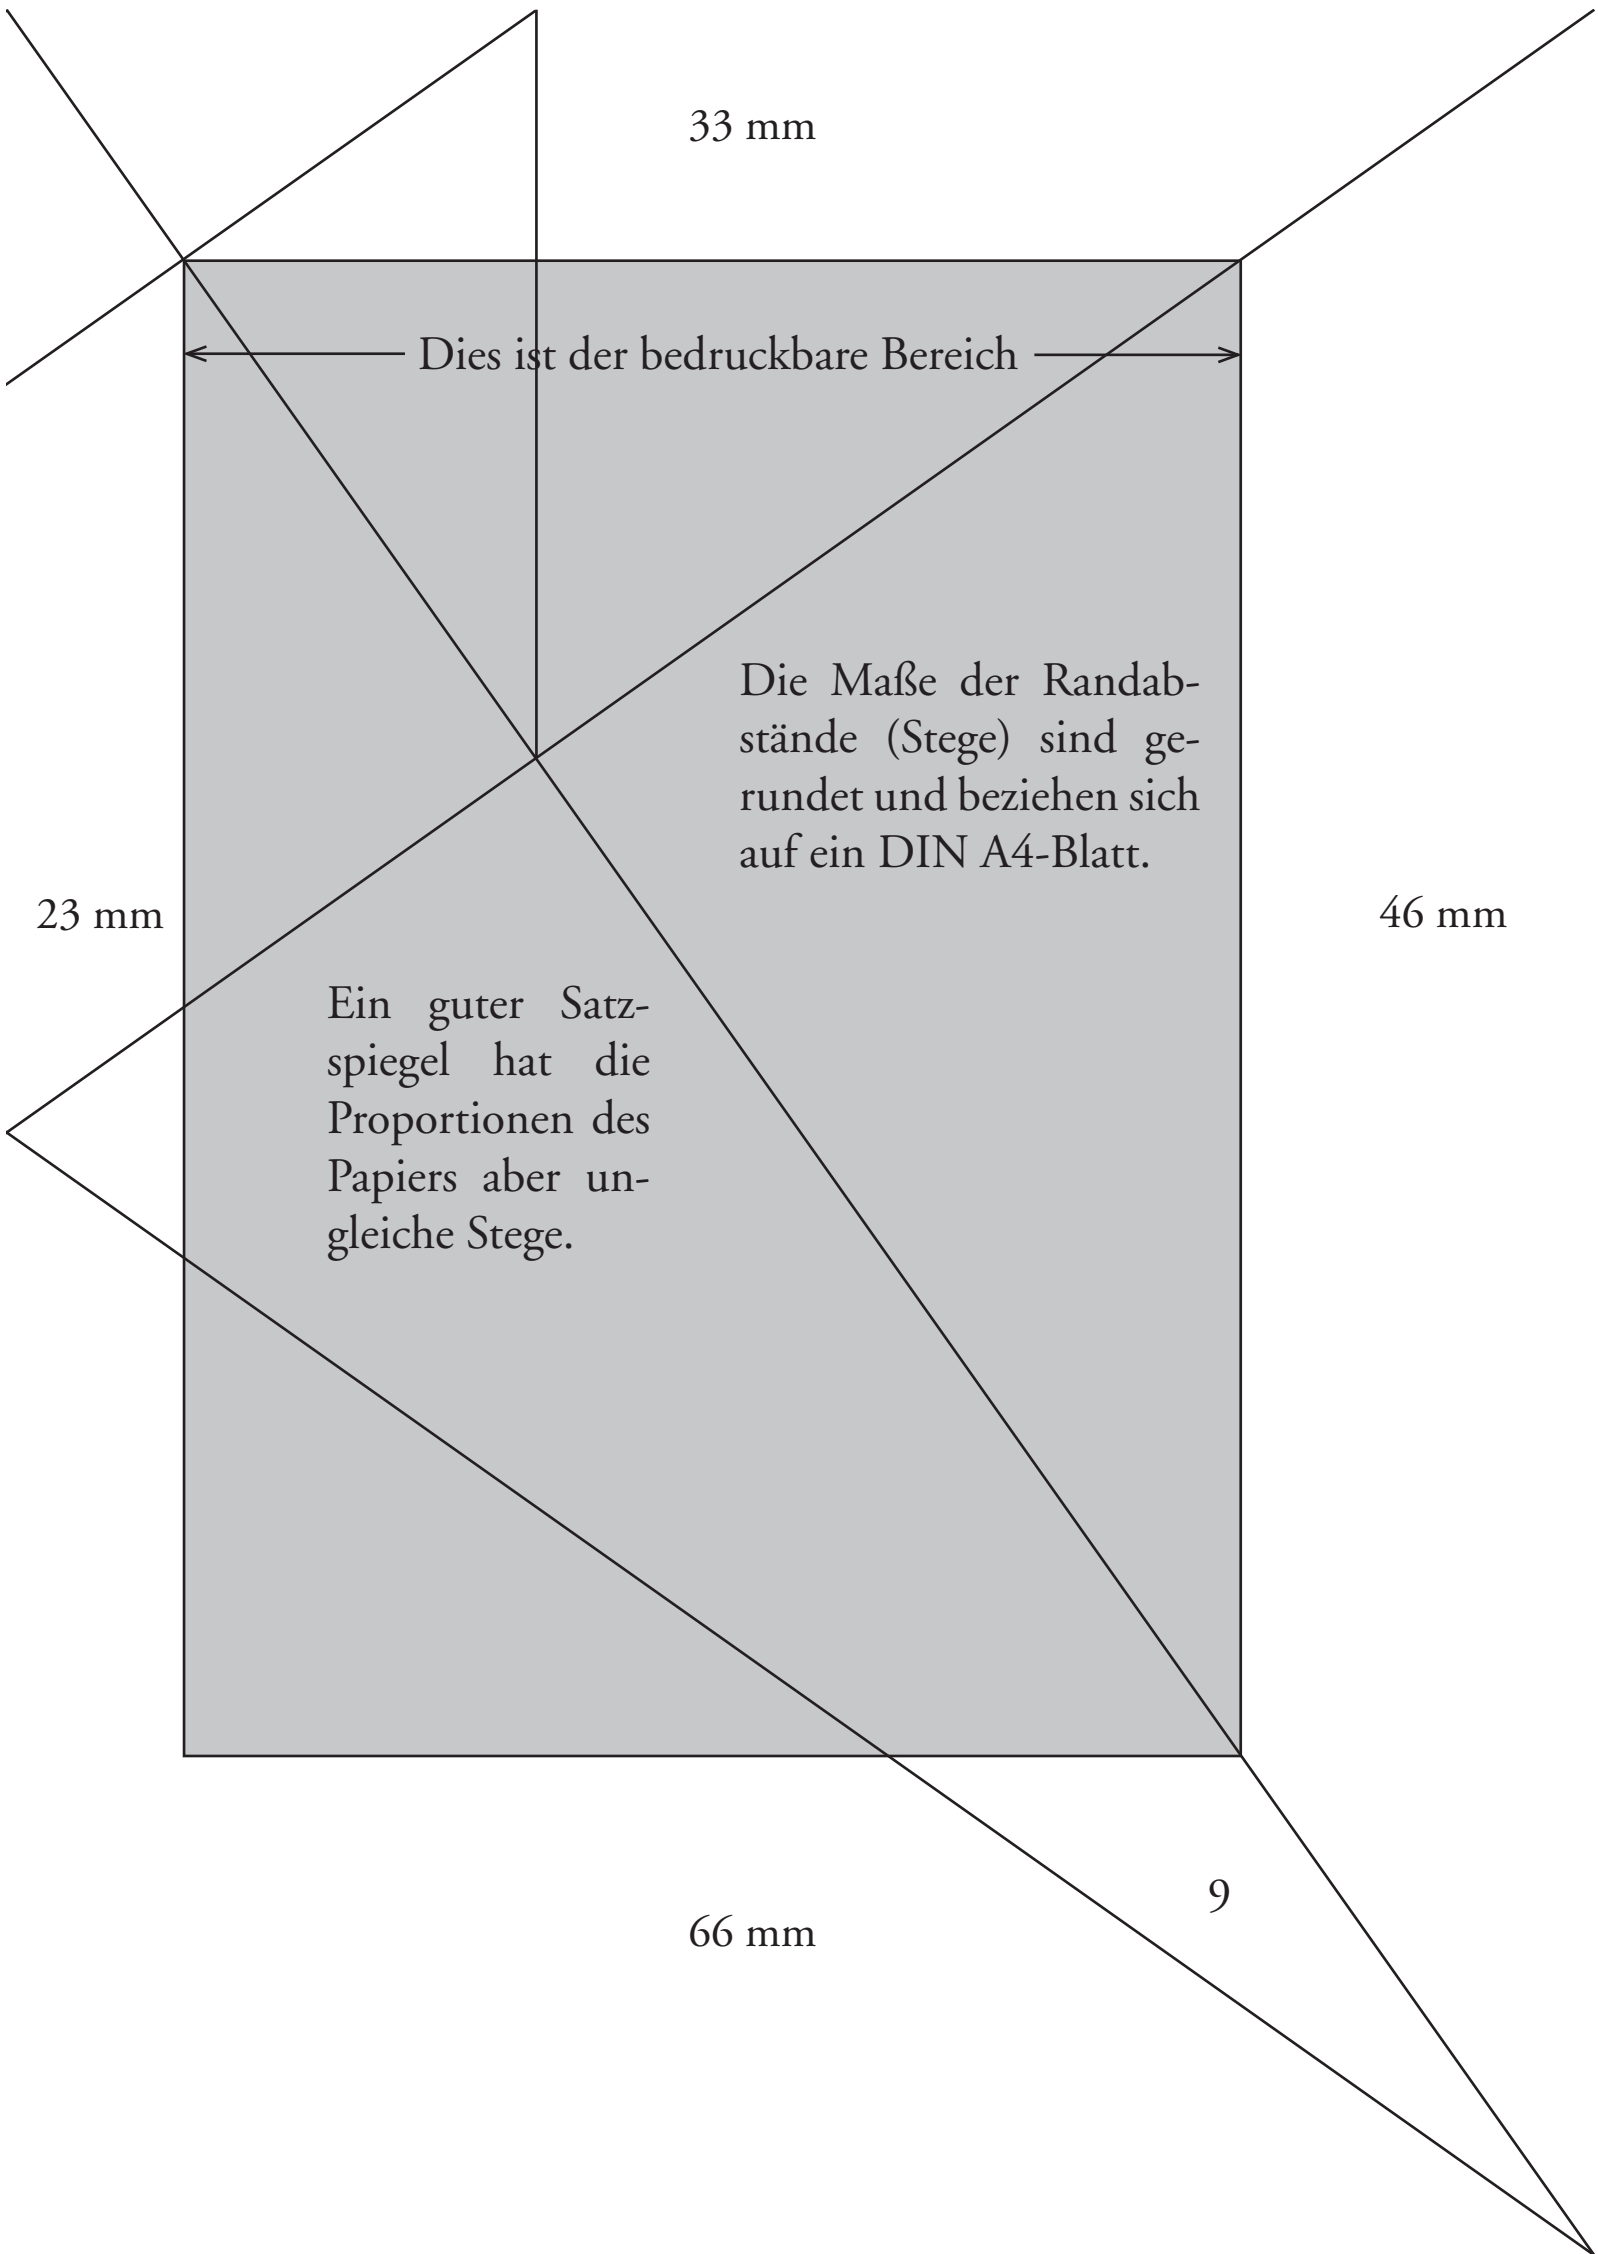 33 mm
Dies ist der bedruckbare Bereich
Die Maße der Randab-
stände (Stege) sind ge-
rundet und beziehen sich
auf ein DIN A4-Blatt.
23 mm
46 mm
Ein guter Satz-
spiegel hat die
Proportionen des
Papiers aber un-
gleiche Stege.
9
66 mm